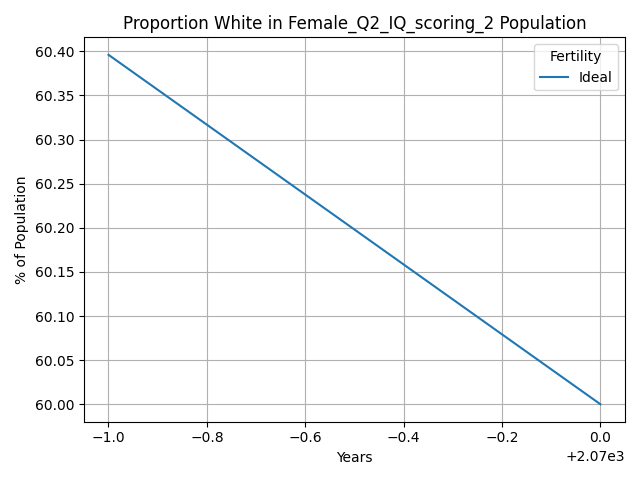 Proportion White in Female_Q2_IQ_scoring_2 Population
60.40
60.35
60.30
60.25
60.20
60.15
60.10
60.05
60.00
% of Population
Fertility
Ideal
−1.0 −0.8 −0.6 −0.4 −0.2 0.0
Years
+2.07e3